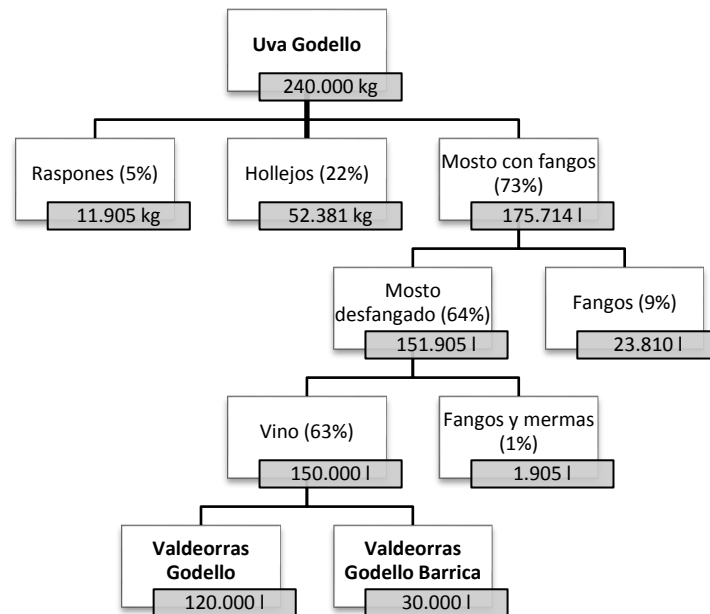 Uva Godello
240.000 kg
Raspones (5%)
11.905 kg
Hollejos (22%)
52.381 kg
Mosto con fangos
(73%)
175.714 l
Mosto
desfangado (64%)
151.905 l
Fangos (9%)
23.810 l
Vino (63%)
150.000 l
Fangos y mermas
(1%)
1.905 l
Valdeorras
Godello
120.000 l
Valdeorras
Godello Barrica
30.000 l